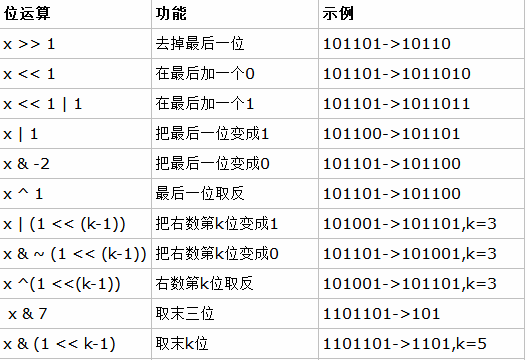 位运算 功能 示例
x >> 1 去掉最后一位 101101->10110
x << 1 在最后加一个0 101101->1011010
x << 1 | 1 在最后加一个1 101101->1011011
x | 1 把最后一位变成1 101100->101101
x & -2 把最后一位变成0 101101->101100
x ^ 1 最后一位取反 101101->101100
x | (1 << (k-1)) 把右数第k位变成1 101001->101101,k=3
x & ~ (1 << (k-1)) 把右数第k位变成0 101101->101001,k=3
x ^(1 <<(k-1)) 右数第k位取反 101001->101101,k=3
x & 7 取末三位 1101101->101
x & (1 << k-1) 取末k位 1101101->1101,k=5